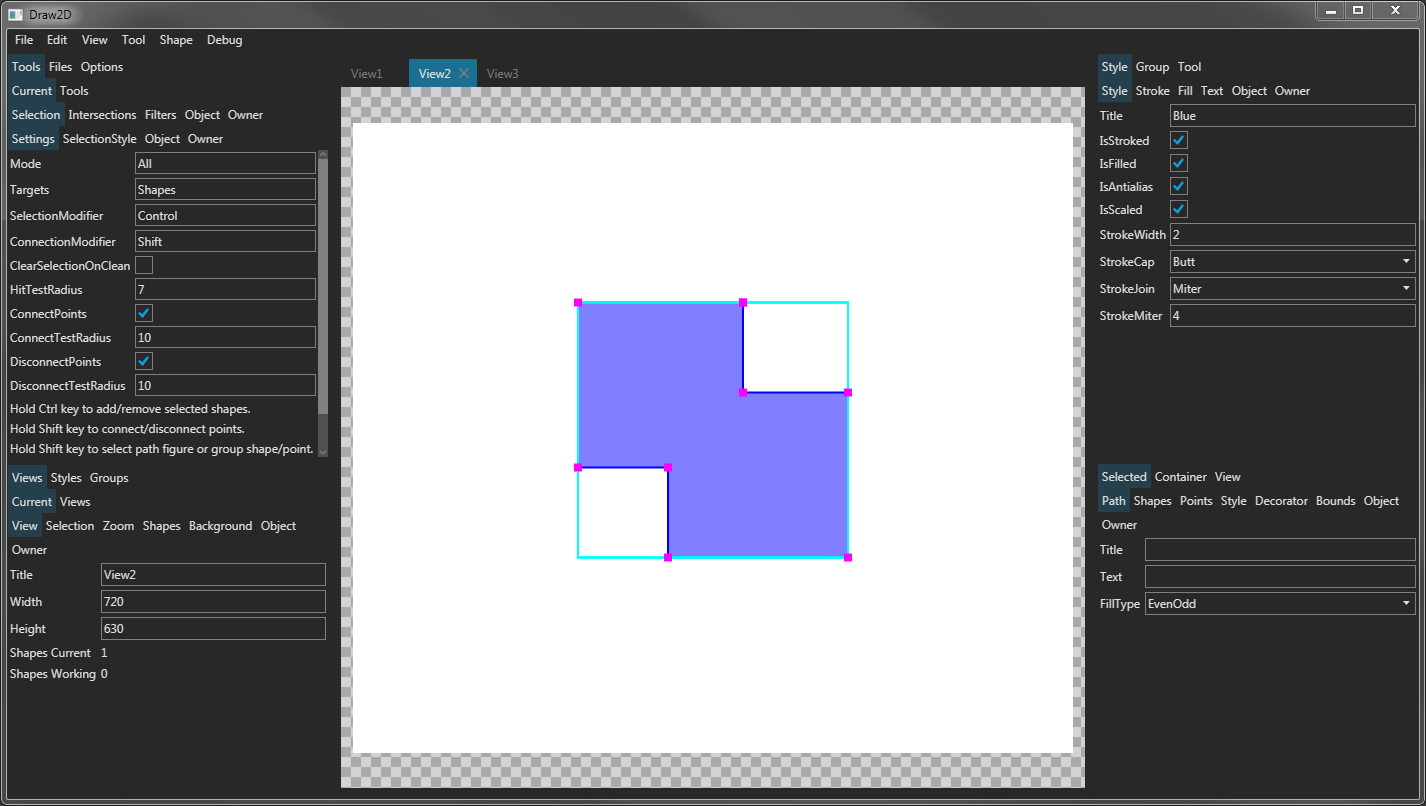 Draw2D
File Edit View Tool Shape Debug
Tools Files Options
Current Tools
Selection Intersections Filters Object Owner
Settings SelectionStyle Object Owner
Mode All
Targets Shapes
SelectionModifier Control
ConnectionModifier Shift
ClearSelectionOnClean
HitTestRadius 7
ConnectPoints
ConnectTestRadius 10
DisconnectPoints
DisconnectTestRadius 10
Hold Ctrl key to add/remove selected shapes.
Hold Shift key to connect/disconnect points.
Hold Shift key to select path figure or group shape/point.
Views Styles Groups
Current Views
View Selection Zoom Shapes Background Object
Owner
Title View2
Width 720
Height 630
Shapes Current 1
Shapes Working 0
View1 View2 View3
Style Group Tool
Style Stroke Fill Text Object Owner
Title Blue
IsStroked
IsFilled
IsAntialias
IsScaled
StrokeWidth 2
StrokeCap Butt
StrokeJoin Miter
StrokeMiter 4
Selected Container View
Path Shapes Points Style Decorator Bounds Object
Owner
Title
Text
FillType EvenOdd